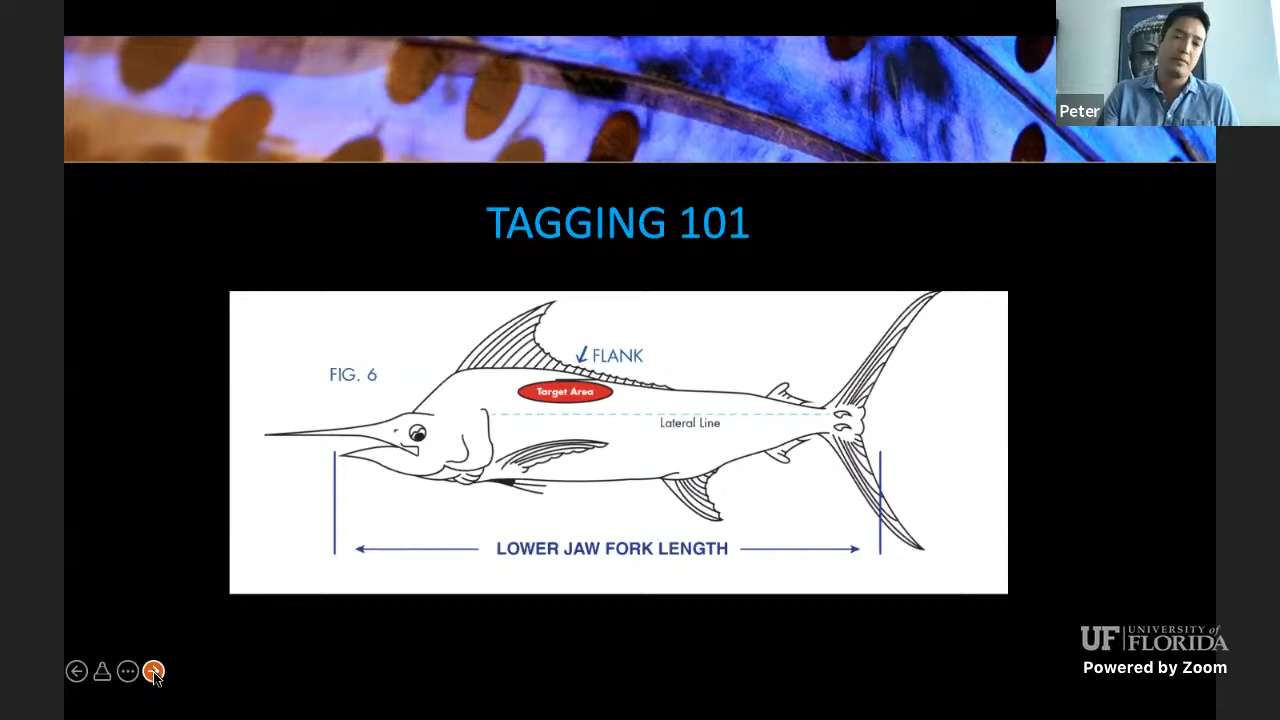 Peter
TAGGING 101
FLANK
FIG. 6
Target Area
Lateral Line
LOWER JAW FORK LENGTH
UF UNIVERSITY of
FLORIDA
Powered by Zoom